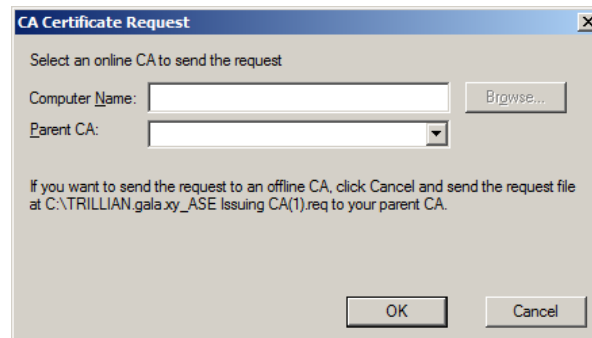 CA Certificate Request
Select an online CA to send the request
Computer Name:
Browse...
Parent CA:
If you want to send the request to an offline CA, click Cancel and send the request file
at C:\TRILLIAN.gala.xy_ASE Issuing CA(1).req to your parent CA.
OK
Cancel